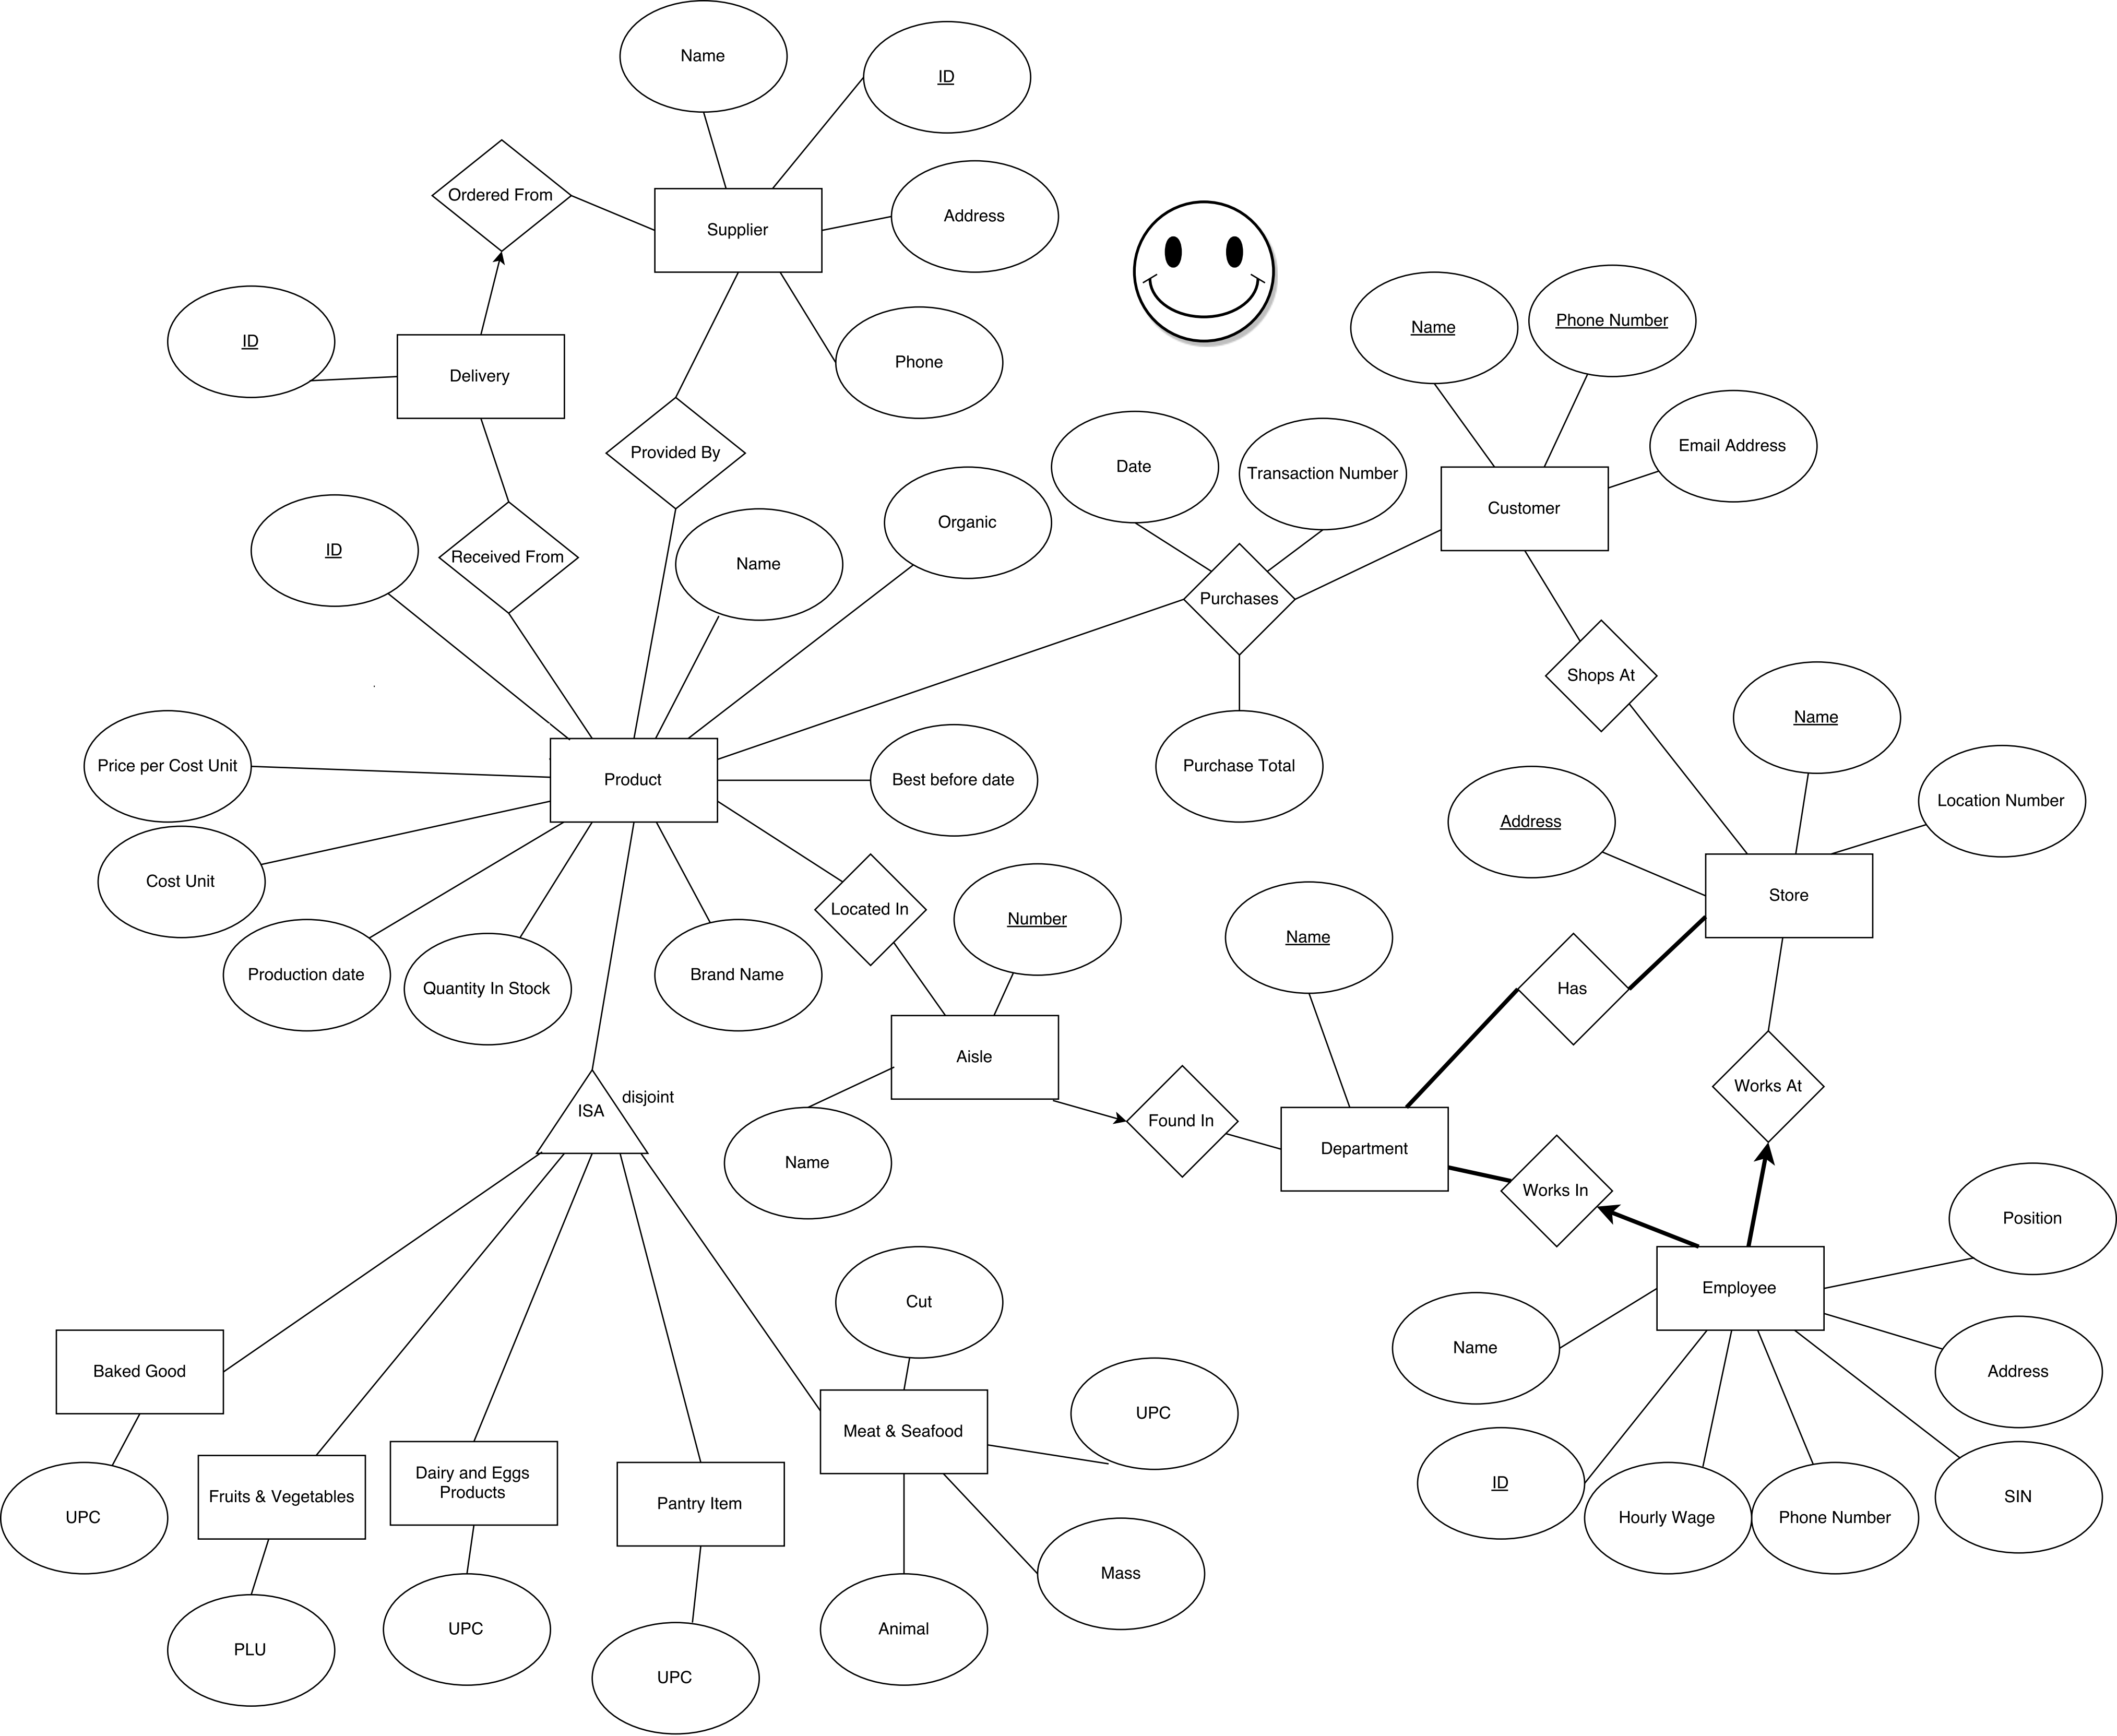 Name
ID
Ordered From
Address
Supplier
ID
Phone
Delivery
Name
Phone Number
Email Address
Provided By
Date
Transaction Number
Customer
Organic
ID
Received From
Name
Purchases
Shops At
Name
Price per Cost Unit
Product
Best before date
Purchase Total
Location Number
Address
Cost Unit
Store
Located In
Number
Name
Production date
Quantity In Stock
Brand Name
Has
Aisle
Works At
ISA
disjoint
Found In
Department
Name
Works In
Position
Employee
Cut
Name
Address
Baked Good
UPC
Meat & Seafood
ID
Dairy and Eggs
Products
Fruits & Vegetables
Pantry Item
SIN
UPC
Hourly Wage
Phone Number
Mass
PLU
UPC
Animal
UPC